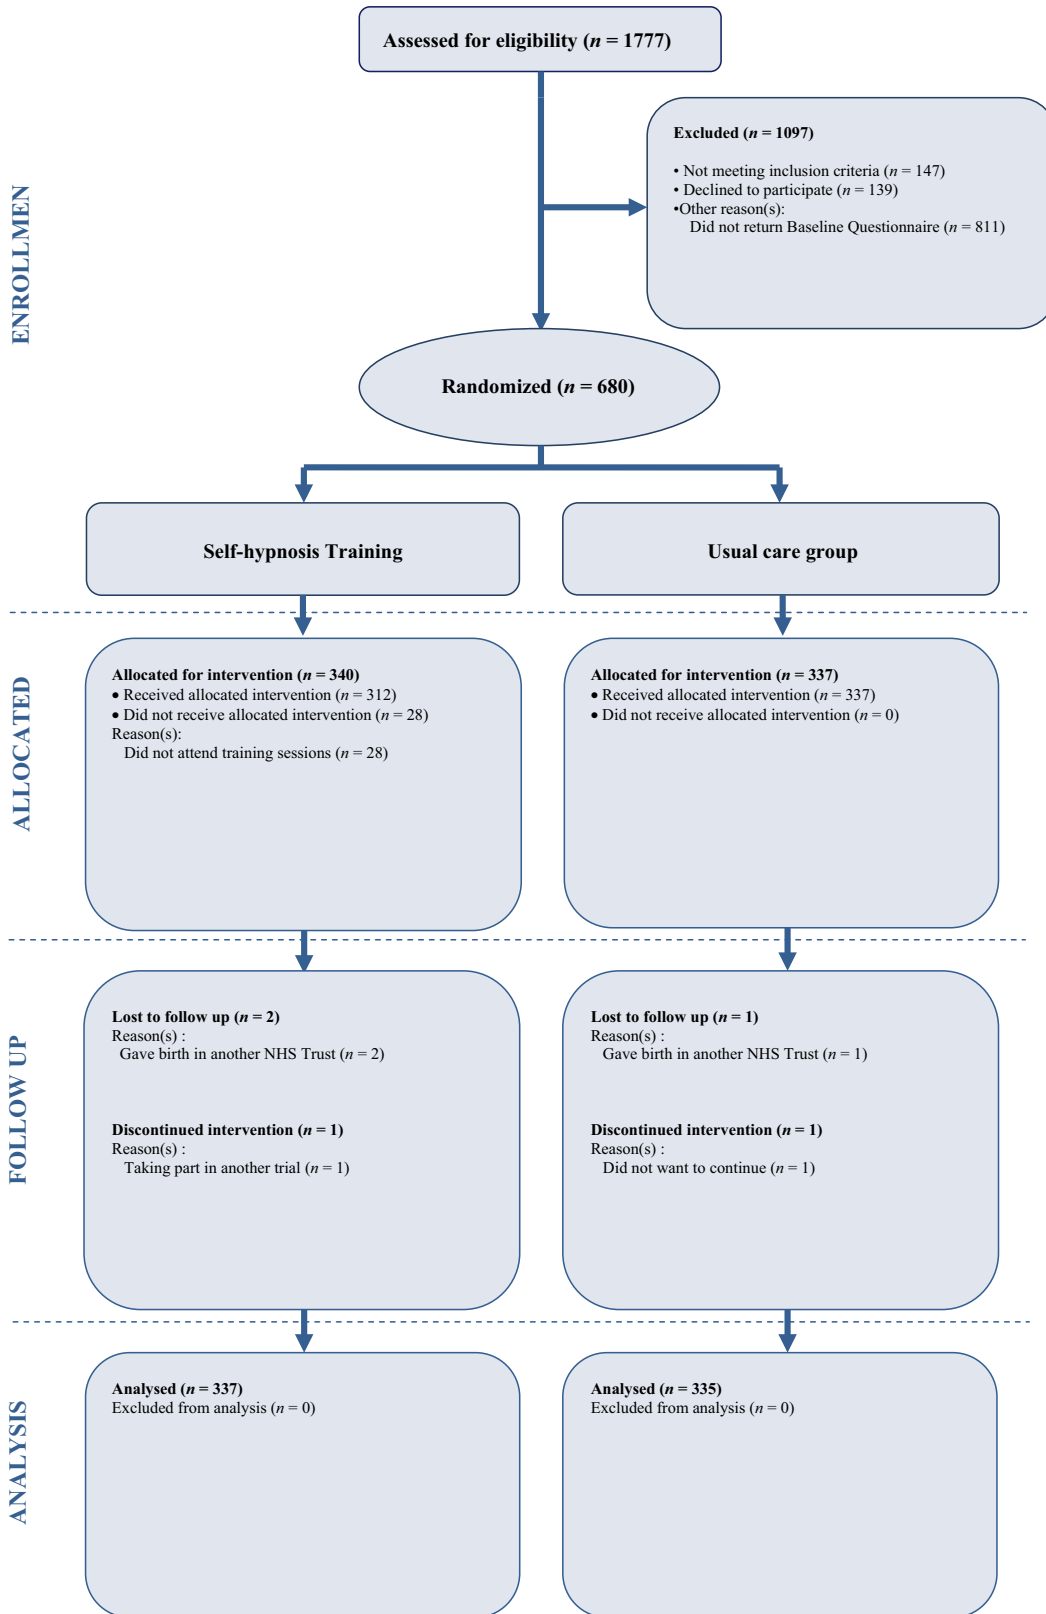 Assessed for eligibility (n = 1777)
Excluded (n = 1097)
• Not meeting inclusion criteria (n = 147)
• Declined to participate (n = 139)
•Other reason(s):
Did not return Baseline Questionnaire (n = 811)
ENROLLMEN
Randomized (n = 680)
Self-hypnosis Training
Usual care group
ALLOCATED
Allocated for intervention (n = 340)
• Received allocated intervention (n = 312)
• Did not receive allocated intervention (n = 28)
Reason(s):
Did not attend training sessions (n = 28)
Allocated for intervention (n = 337)
• Received allocated intervention (n = 337)
• Did not receive allocated intervention (n = 0)
FOLLOW UP
Lost to follow up (n = 2)
Reason(s) :
Gave birth in another NHS Trust (n = 2)
Discontinued intervention (n = 1)
Reason(s) :
Taking part in another trial (n = 1)
Lost to follow up (n = 1)
Reason(s) :
Gave birth in another NHS Trust (n = 1)
Discontinued intervention (n = 1)
Reason(s) :
Did not want to continue (n = 1)
ANALYSIS
Analysed (n = 337)
Excluded from analysis (n = 0)
Analysed (n = 335)
Excluded from analysis (n = 0)